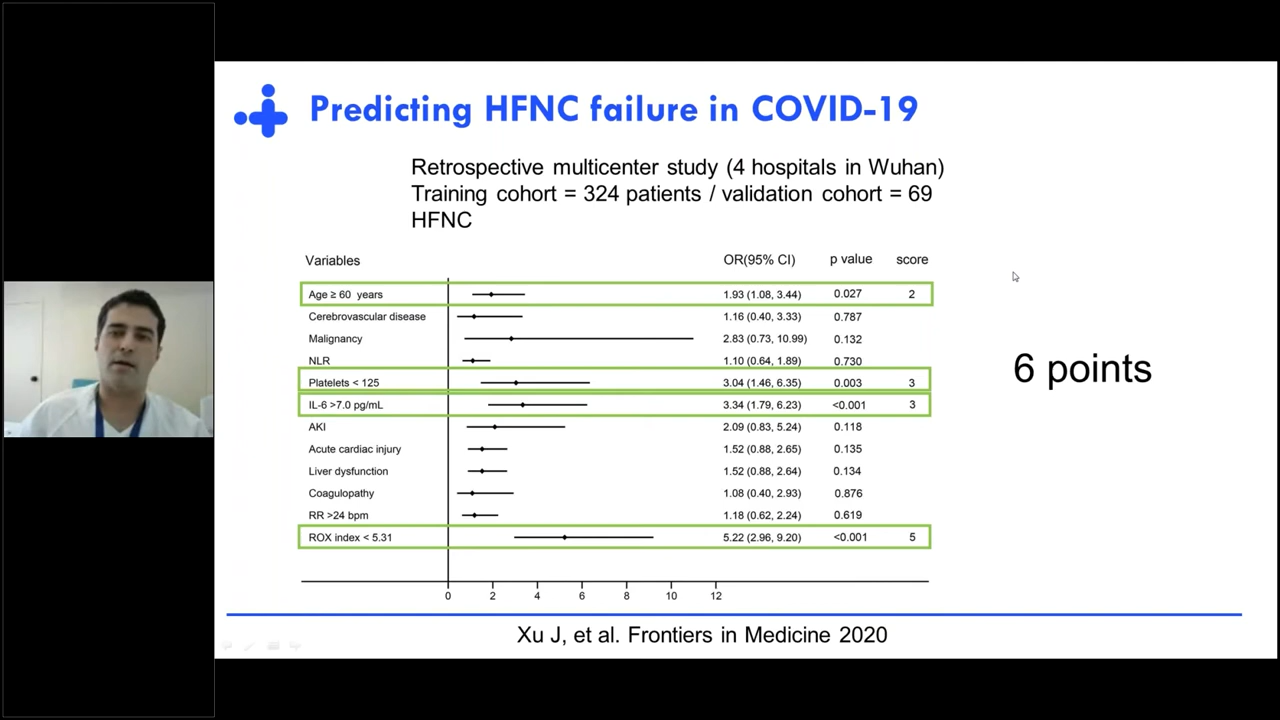 Predicting HFNC failure in COVID-19
Retrospective multicenter study (4 hospitals in Wuhan)
Training cohort = 324 patients / validation cohort = 69
HFNC
Variables OR(95% CI) p value score
Age ≥ 60 years 1.93 (1.08, 3.44) 0.027 2
Cerebrovascular disease 1.16 (0.40, 3.33) 0.787
Malignancy 2.83 (0.73, 10.99) 0.132
NLR 1.10 (0.64, 1.89) 0.730
Platelets < 125 3.04 (1.46, 6.35) 0.003 3
IL-6 >7.0 pg/mL 3.34 (1.79, 6.23) <0.001 3
AKI 2.09 (0.83, 5.24) 0.118
Acute cardiac injury 1.52 (0.88, 2.65) 0.135
Liver dysfunction 1.52 (0.88, 2.64) 0.134
Coagulopathy 1.08 (0.40, 2.93) 0.876
RR >24 bpm 1.18 (0.62, 2.24) 0.619
ROX index < 5.31 5.22 (2.96, 9.20) <0.001 5
0 2 4 6 8 10 12
6 points
Xu J, et al. Frontiers in Medicine 2020